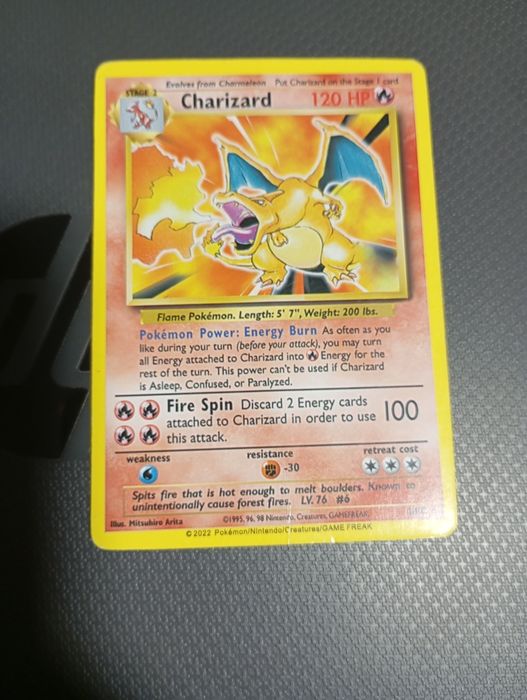 Evolves from Charmeleon Put Charizard on the Stage 1 card
STAGE 2
Charizard 120 HP
Flame Pokémon. Length: 5' 7", Weight: 200 lbs.
Pokémon Power: Energy Burn As often as you
like during your turn (before your attack), you may turn
all Energy attached to Charizard into Energy for the
rest of the turn. This power can't be used if Charizard
is Asleep, Confused, or Paralyzed.
Fire Spin Discard 2 Energy cards
attached to Charizard in order to use 100
this attack.
weakness resistance retreat cost
-30
Spits fire that is hot enough to melt boulders. Known to
unintentionally cause forest fires. LV. 76 #6
Illus. Mitsuhiro Arita ©1995, 96, 98 Nintendo, Creatures, GAMEFREAK.
©2022 Pokémon/Nintendo/Creatures/GAME FREAK